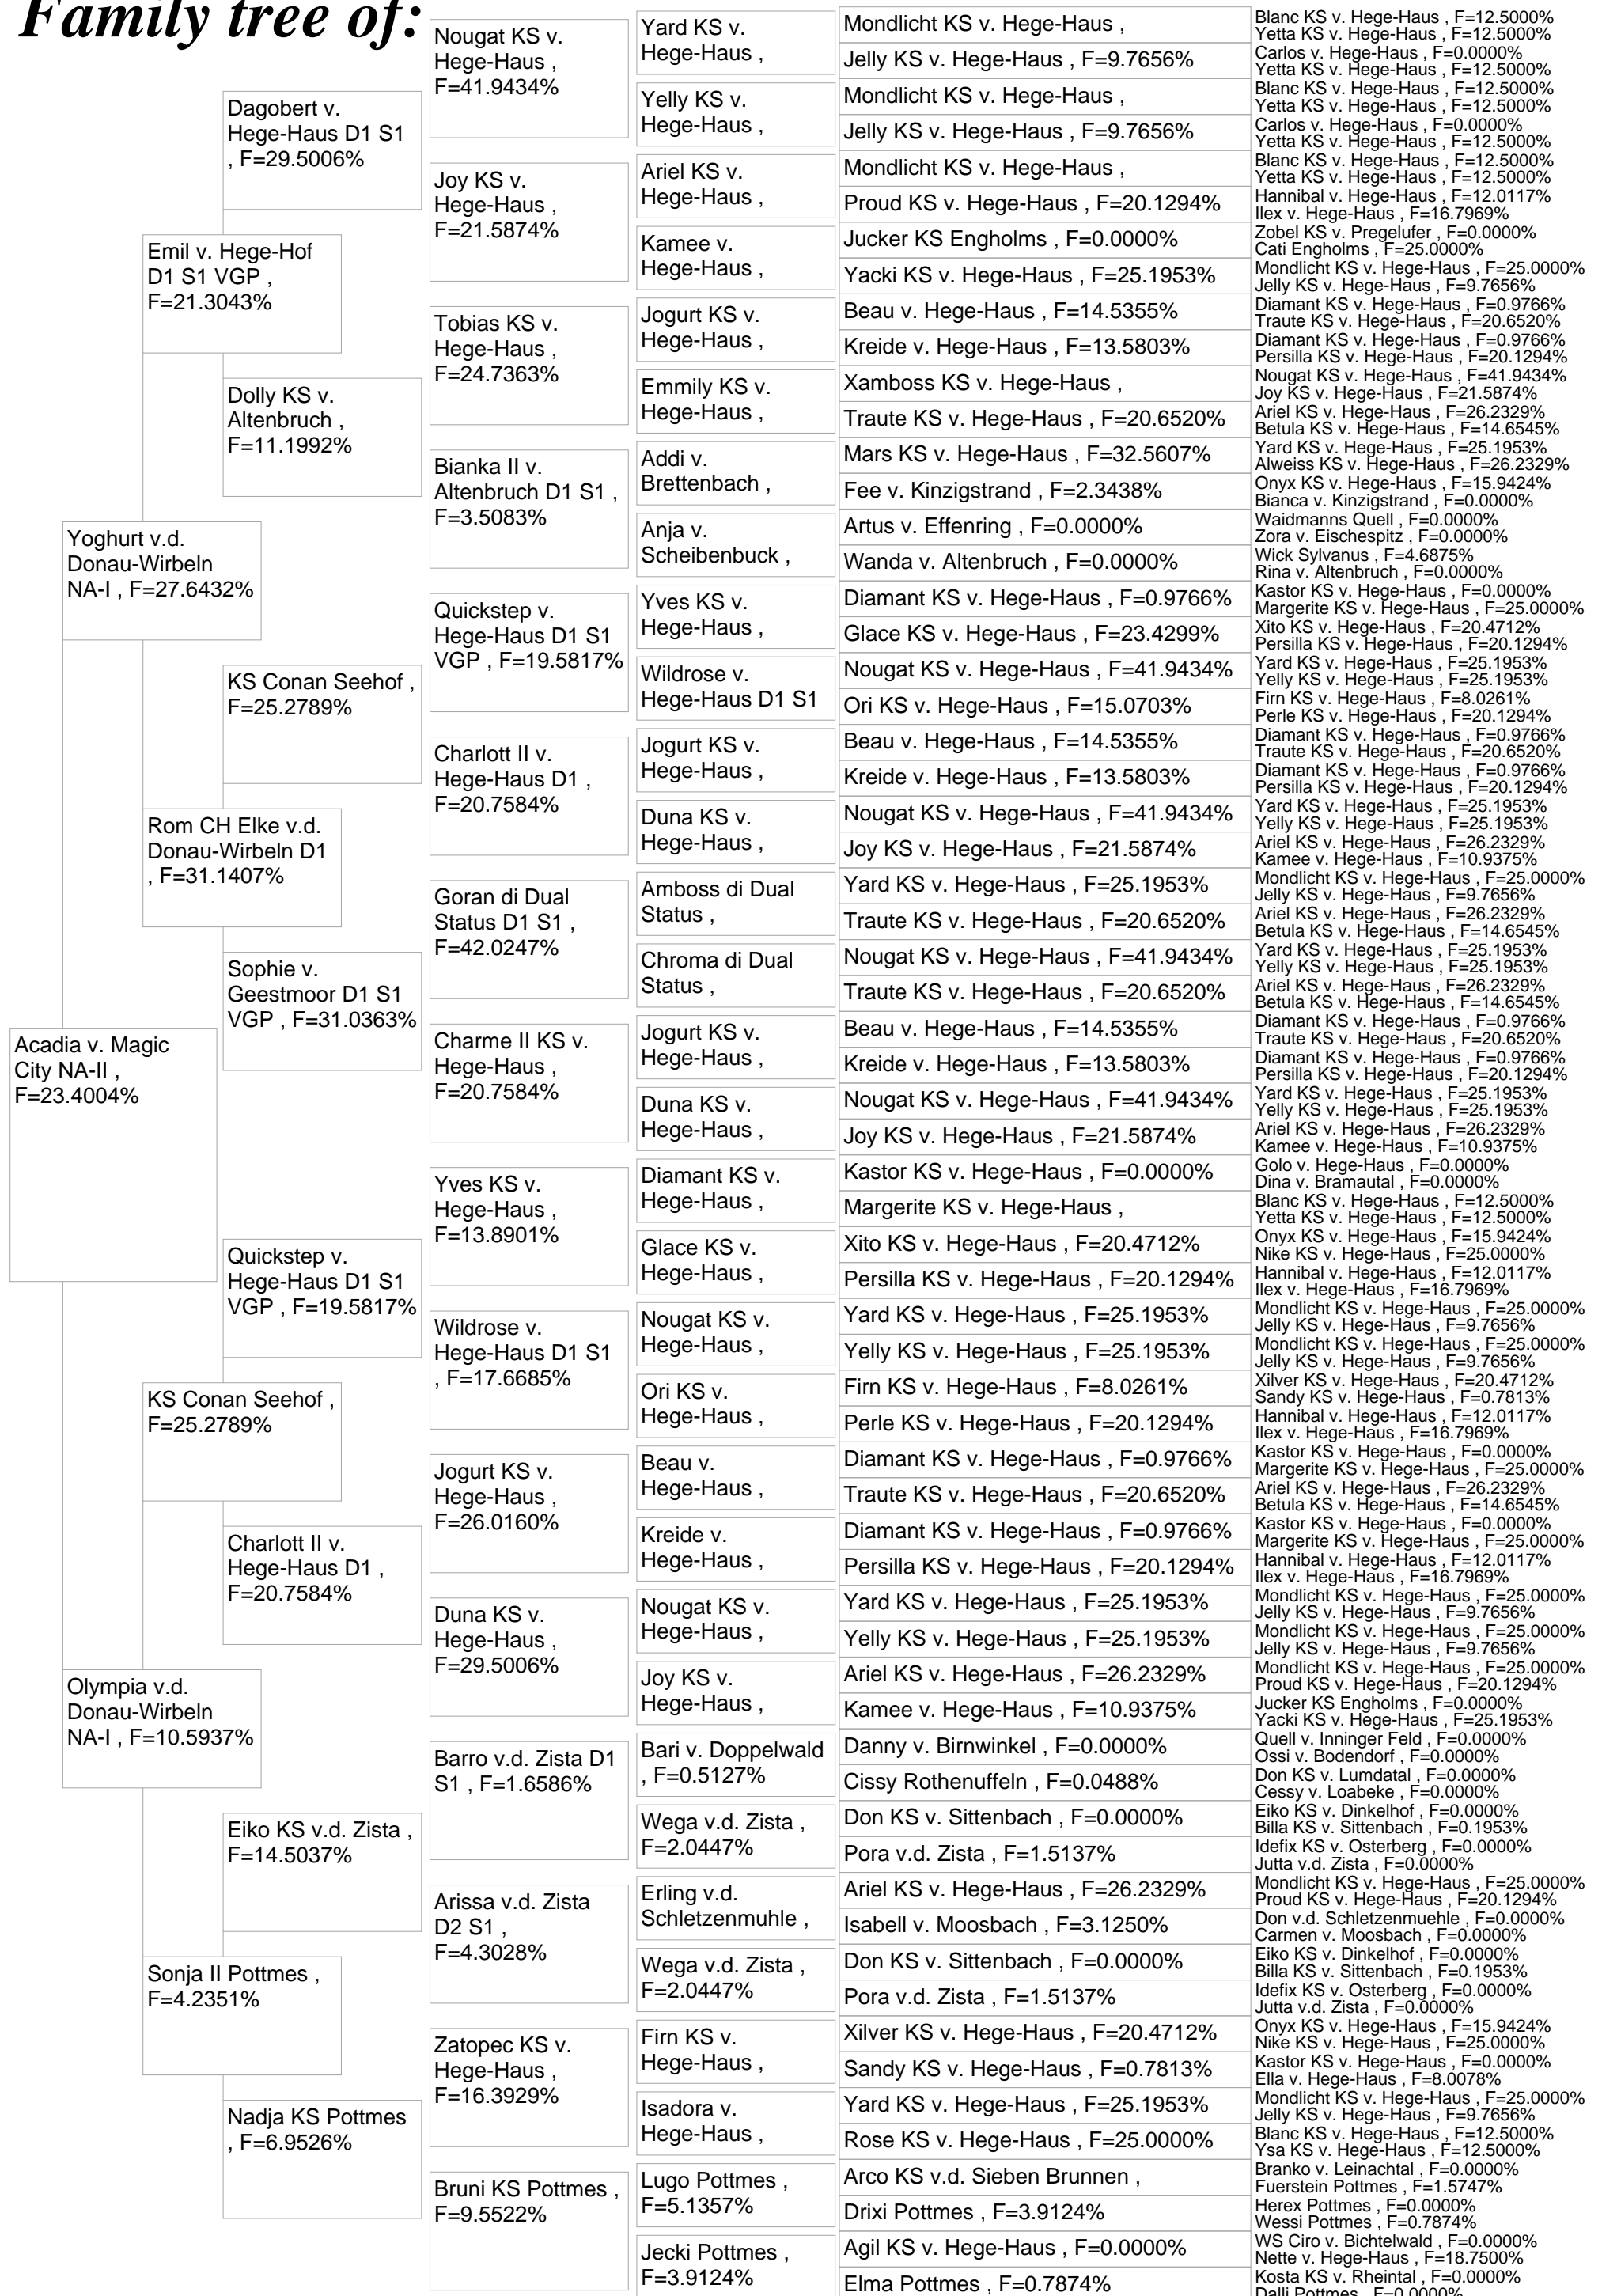 Family tree of:
Acadia v. Magic
City NA-II ,
F=23.4004%
Yoghurt v.d.
Donau-Wirbeln
NA-I , F=27.6432%
Olympia v.d.
Donau-Wirbeln
NA-I , F=10.5937%
Emil v. Hege-Hof
D1 S1 VGP ,
F=21.3043%
Rom CH Elke v.d.
Donau-Wirbeln D1
, F=31.1407%
KS Conan Seehof ,
F=25.2789%
Sonja II Pottmes ,
F=4.2351%
Dagobert v.
Hege-Haus D1 S1
, F=29.5006%
Dolly KS v.
Altenbruch ,
F=11.1992%
KS Conan Seehof ,
F=25.2789%
Sophie v.
Geestmoor D1 S1
VGP , F=31.0363%
Quickstep v.
Hege-Haus D1 S1
VGP , F=19.5817%
Charlott II v.
Hege-Haus D1 ,
F=20.7584%
Eiko KS v.d. Zista ,
F=14.5037%
Nadja KS Pottmes
, F=6.9526%
Nougat KS v.
Hege-Haus ,
F=41.9434%
Joy KS v.
Hege-Haus ,
F=21.5874%
Tobias KS v.
Hege-Haus ,
F=24.7363%
Bianka II v.
Altenbruch D1 S1 ,
F=3.5083%
Quickstep v.
Hege-Haus D1 S1
VGP , F=19.5817%
Charlott II v.
Hege-Haus D1 ,
F=20.7584%
Goran di Dual
Status D1 S1 ,
F=42.0247%
Charme II KS v.
Hege-Haus ,
F=20.7584%
Yves KS v.
Hege-Haus ,
F=13.8901%
Wildrose v.
Hege-Haus D1 S1
, F=17.6685%
Jogurt KS v.
Hege-Haus ,
F=26.0160%
Duna KS v.
Hege-Haus ,
F=29.5006%
Barro v.d. Zista D1
S1 , F=1.6586%
Arissa v.d. Zista
D2 S1 ,
F=4.3028%
Zatopec KS v.
Hege-Haus ,
F=16.3929%
Bruni KS Pottmes ,
F=9.5522%
Yard KS v.
Hege-Haus ,
Yelly KS v.
Hege-Haus ,
Ariel KS v.
Hege-Haus ,
Kamee v.
Hege-Haus ,
Jogurt KS v.
Hege-Haus ,
Emmily KS v.
Hege-Haus ,
Addi v.
Brettenbach ,
Anja v.
Scheibenbuck ,
Yves KS v.
Hege-Haus ,
Wildrose v.
Hege-Haus D1 S1
Jogurt KS v.
Hege-Haus ,
Duna KS v.
Hege-Haus ,
Amboss di Dual
Status ,
Chroma di Dual
Status ,
Jogurt KS v.
Hege-Haus ,
Duna KS v.
Hege-Haus ,
Diamant KS v.
Hege-Haus ,
Glace KS v.
Hege-Haus ,
Nougat KS v.
Hege-Haus ,
Ori KS v.
Hege-Haus ,
Beau v.
Hege-Haus ,
Kreide v.
Hege-Haus ,
Nougat KS v.
Hege-Haus ,
Joy KS v.
Hege-Haus ,
Bari v. Doppelwald
, F=0.5127%
Wega v.d. Zista ,
F=2.0447%
Erling v.d.
Schletzenmuhle ,
Wega v.d. Zista ,
F=2.0447%
Firn KS v.
Hege-Haus ,
Isadora v.
Hege-Haus ,
Lugo Pottmes ,
F=5.1357%
Jecki Pottmes ,
F=3.9124%
Mondlicht KS v. Hege-Haus ,
Jelly KS v. Hege-Haus , F=9.7656%
Mondlicht KS v. Hege-Haus ,
Jelly KS v. Hege-Haus , F=9.7656%
Mondlicht KS v. Hege-Haus ,
Proud KS v. Hege-Haus , F=20.1294%
Jucker KS Engholms , F=0.0000%
Yacki KS v. Hege-Haus , F=25.1953%
Beau v. Hege-Haus , F=14.5355%
Kreide v. Hege-Haus , F=13.5803%
Xamboss KS v. Hege-Haus ,
Traute KS v. Hege-Haus , F=20.6520%
Mars KS v. Hege-Haus , F=32.5607%
Fee v. Kinzigstrand , F=2.3438%
Artus v. Effenring , F=0.0000%
Wanda v. Altenbruch , F=0.0000%
Diamant KS v. Hege-Haus , F=0.9766%
Glace KS v. Hege-Haus , F=23.4299%
Nougat KS v. Hege-Haus , F=41.9434%
Ori KS v. Hege-Haus , F=15.0703%
Beau v. Hege-Haus , F=14.5355%
Kreide v. Hege-Haus , F=13.5803%
Nougat KS v. Hege-Haus , F=41.9434%
Joy KS v. Hege-Haus , F=21.5874%
Yard KS v. Hege-Haus , F=25.1953%
Traute KS v. Hege-Haus , F=20.6520%
Nougat KS v. Hege-Haus , F=41.9434%
Traute KS v. Hege-Haus , F=20.6520%
Beau v. Hege-Haus , F=14.5355%
Kreide v. Hege-Haus , F=13.5803%
Nougat KS v. Hege-Haus , F=41.9434%
Joy KS v. Hege-Haus , F=21.5874%
Kastor KS v. Hege-Haus , F=0.0000%
Margerite KS v. Hege-Haus ,
Xito KS v. Hege-Haus , F=20.4712%
Persilla KS v. Hege-Haus , F=20.1294%
Yard KS v. Hege-Haus , F=25.1953%
Yelly KS v. Hege-Haus , F=25.1953%
Firn KS v. Hege-Haus , F=8.0261%
Perle KS v. Hege-Haus , F=20.1294%
Diamant KS v. Hege-Haus , F=0.9766%
Traute KS v. Hege-Haus , F=20.6520%
Diamant KS v. Hege-Haus , F=0.9766%
Persilla KS v. Hege-Haus , F=20.1294%
Yard KS v. Hege-Haus , F=25.1953%
Yelly KS v. Hege-Haus , F=25.1953%
Ariel KS v. Hege-Haus , F=26.2329%
Kamee v. Hege-Haus , F=10.9375%
Danny v. Birnwinkel , F=0.0000%
Cissy Rothenuffeln , F=0.0488%
Don KS v. Sittenbach , F=0.0000%
Pora v.d. Zista , F=1.5137%
Ariel KS v. Hege-Haus , F=26.2329%
Isabell v. Moosbach , F=3.1250%
Don KS v. Sittenbach , F=0.0000%
Pora v.d. Zista , F=1.5137%
Xilver KS v. Hege-Haus , F=20.4712%
Sandy KS v. Hege-Haus , F=0.7813%
Yard KS v. Hege-Haus , F=25.1953%
Rose KS v. Hege-Haus , F=25.0000%
Arco KS v.d. Sieben Brunnen ,
Drixi Pottmes , F=3.9124%
Agil KS v. Hege-Haus , F=0.0000%
Elma Pottmes , F=0.7874%
Blanc KS v. Hege-Haus , F=12.5000%
Yetta KS v. Hege-Haus , F=12.5000%
Carlos v. Hege-Haus , F=0.0000%
Yetta KS v. Hege-Haus , F=12.5000%
Blanc KS v. Hege-Haus , F=12.5000%
Yetta KS v. Hege-Haus , F=12.5000%
Carlos v. Hege-Haus , F=0.0000%
Yetta KS v. Hege-Haus , F=12.5000%
Blanc KS v. Hege-Haus , F=12.5000%
Yetta KS v. Hege-Haus , F=12.5000%
Hannibal v. Hege-Haus , F=12.0117%
Ilex v. Hege-Haus , F=16.7969%
Zobel KS v. Pregelufer , F=0.0000%
Cati Engholms , F=25.0000%
Mondlicht KS v. Hege-Haus , F=25.0000%
Jelly KS v. Hege-Haus , F=9.7656%
Diamant KS v. Hege-Haus , F=0.9766%
Traute KS v. Hege-Haus , F=20.6520%
Diamant KS v. Hege-Haus , F=0.9766%
Persilla KS v. Hege-Haus , F=20.1294%
Nougat KS v. Hege-Haus , F=41.9434%
Joy KS v. Hege-Haus , F=21.5874%
Ariel KS v. Hege-Haus , F=26.2329%
Betula KS v. Hege-Haus , F=14.6545%
Yard KS v. Hege-Haus , F=25.1953%
Alweiss KS v. Hege-Haus , F=26.2329%
Onyx KS v. Hege-Haus , F=15.9424%
Bianca v. Kinzigstrand , F=0.0000%
Waidmanns Quell , F=0.0000%
Zora v. Eischespitz , F=0.0000%
Wick Sylvanus , F=4.6875%
Rina v. Altenbruch , F=0.0000%
Kastor KS v. Hege-Haus , F=0.0000%
Margerite KS v. Hege-Haus , F=25.0000%
Xito KS v. Hege-Haus , F=20.4712%
Persilla KS v. Hege-Haus , F=20.1294%
Yard KS v. Hege-Haus , F=25.1953%
Yelly KS v. Hege-Haus , F=25.1953%
Firn KS v. Hege-Haus , F=8.0261%
Perle KS v. Hege-Haus , F=20.1294%
Diamant KS v. Hege-Haus , F=0.9766%
Traute KS v. Hege-Haus , F=20.6520%
Diamant KS v. Hege-Haus , F=0.9766%
Persilla KS v. Hege-Haus , F=20.1294%
Yard KS v. Hege-Haus , F=25.1953%
Yelly KS v. Hege-Haus , F=25.1953%
Ariel KS v. Hege-Haus , F=26.2329%
Kamee v. Hege-Haus , F=10.9375%
Mondlicht KS v. Hege-Haus , F=25.0000%
Jelly KS v. Hege-Haus , F=9.7656%
Ariel KS v. Hege-Haus , F=26.2329%
Betula KS v. Hege-Haus , F=14.6545%
Yard KS v. Hege-Haus , F=25.1953%
Yelly KS v. Hege-Haus , F=25.1953%
Ariel KS v. Hege-Haus , F=26.2329%
Betula KS v. Hege-Haus , F=14.6545%
Diamant KS v. Hege-Haus , F=0.9766%
Traute KS v. Hege-Haus , F=20.6520%
Diamant KS v. Hege-Haus , F=0.9766%
Persilla KS v. Hege-Haus , F=20.1294%
Yard KS v. Hege-Haus , F=25.1953%
Yelly KS v. Hege-Haus , F=25.1953%
Ariel KS v. Hege-Haus , F=26.2329%
Kamee v. Hege-Haus , F=10.9375%
Golo v. Hege-Haus , F=0.0000%
Dina v. Bramautal , F=0.0000%
Blanc KS v. Hege-Haus , F=12.5000%
Yetta KS v. Hege-Haus , F=12.5000%
Onyx KS v. Hege-Haus , F=15.9424%
Nike KS v. Hege-Haus , F=25.0000%
Hannibal v. Hege-Haus , F=12.0117%
Ilex v. Hege-Haus , F=16.7969%
Mondlicht KS v. Hege-Haus , F=25.0000%
Jelly KS v. Hege-Haus , F=9.7656%
Mondlicht KS v. Hege-Haus , F=25.0000%
Jelly KS v. Hege-Haus , F=9.7656%
Xilver KS v. Hege-Haus , F=20.4712%
Sandy KS v. Hege-Haus , F=0.7813%
Hannibal v. Hege-Haus , F=12.0117%
Ilex v. Hege-Haus , F=16.7969%
Kastor KS v. Hege-Haus , F=0.0000%
Margerite KS v. Hege-Haus , F=25.0000%
Ariel KS v. Hege-Haus , F=26.2329%
Betula KS v. Hege-Haus , F=14.6545%
Kastor KS v. Hege-Haus , F=0.0000%
Margerite KS v. Hege-Haus , F=25.0000%
Hannibal v. Hege-Haus , F=12.0117%
Ilex v. Hege-Haus , F=16.7969%
Mondlicht KS v. Hege-Haus , F=25.0000%
Jelly KS v. Hege-Haus , F=9.7656%
Mondlicht KS v. Hege-Haus , F=25.0000%
Jelly KS v. Hege-Haus , F=9.7656%
Mondlicht KS v. Hege-Haus , F=25.0000%
Proud KS v. Hege-Haus , F=20.1294%
Jucker KS Engholms , F=0.0000%
Yacki KS v. Hege-Haus , F=25.1953%
Quell v. Inninger Feld , F=0.0000%
Ossi v. Bodendorf , F=0.0000%
Don KS v. Lumdatal , F=0.0000%
Cessy v. Loabeke , F=0.0000%
Eiko KS v. Dinkelhof , F=0.0000%
Billa KS v. Sittenbach , F=0.1953%
Idefix KS v. Osterberg , F=0.0000%
Jutta v.d. Zista , F=0.0000%
Mondlicht KS v. Hege-Haus , F=25.0000%
Proud KS v. Hege-Haus , F=20.1294%
Don v.d. Schletzenmuehle , F=0.0000%
Carmen v. Moosbach , F=0.0000%
Eiko KS v. Dinkelhof , F=0.0000%
Billa KS v. Sittenbach , F=0.1953%
Idefix KS v. Osterberg , F=0.0000%
Jutta v.d. Zista , F=0.0000%
Onyx KS v. Hege-Haus , F=15.9424%
Nike KS v. Hege-Haus , F=25.0000%
Kastor KS v. Hege-Haus , F=0.0000%
Ella v. Hege-Haus , F=8.0078%
Mondlicht KS v. Hege-Haus , F=25.0000%
Jelly KS v. Hege-Haus , F=9.7656%
Blanc KS v. Hege-Haus , F=12.5000%
Ysa KS v. Hege-Haus , F=12.5000%
Branko v. Leinachtal , F=0.0000%
Fuerstein Pottmes , F=1.5747%
Herex Pottmes , F=0.0000%
Wessi Pottmes , F=0.7874%
WS Ciro v. Bichtelwald , F=0.0000%
Nette v. Hege-Haus , F=18.7500%
Kosta KS v. Rheintal , F=0.0000%
Dalli Pottmes , F=0.0000%